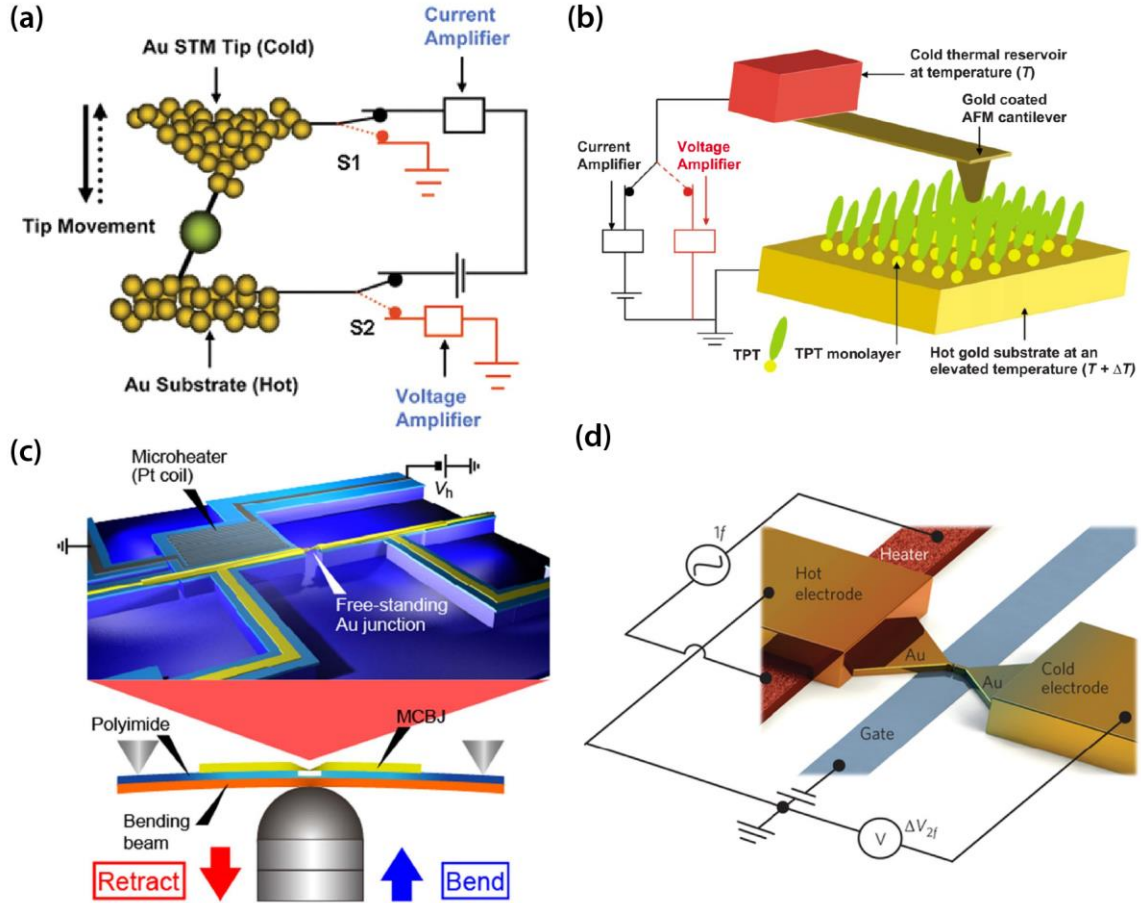 (a)
Current
Amplifier
Au STM Tip (Cold)
S1
Tip Movement
S2
Au Substrate (Hot)
Voltage
Amplifier
(b)
Cold thermal reservoir
at temperature (T)
Gold coated
AFM cantilever
Current
Amplifier
Voltage
Amplifier
TPT
TPT monolayer
Hot gold substrate at an
elevated temperature (T + ΔT)
(c)
Microheater
(Pt coil)
Vh
Free-standing
Au junction
Polyimide
MCBJ
Bending
beam
Retract
Bend
(d)
1f
Heater
Hot
electrode
Au
Au
Cold
electrode
Gate
V
ΔV2f